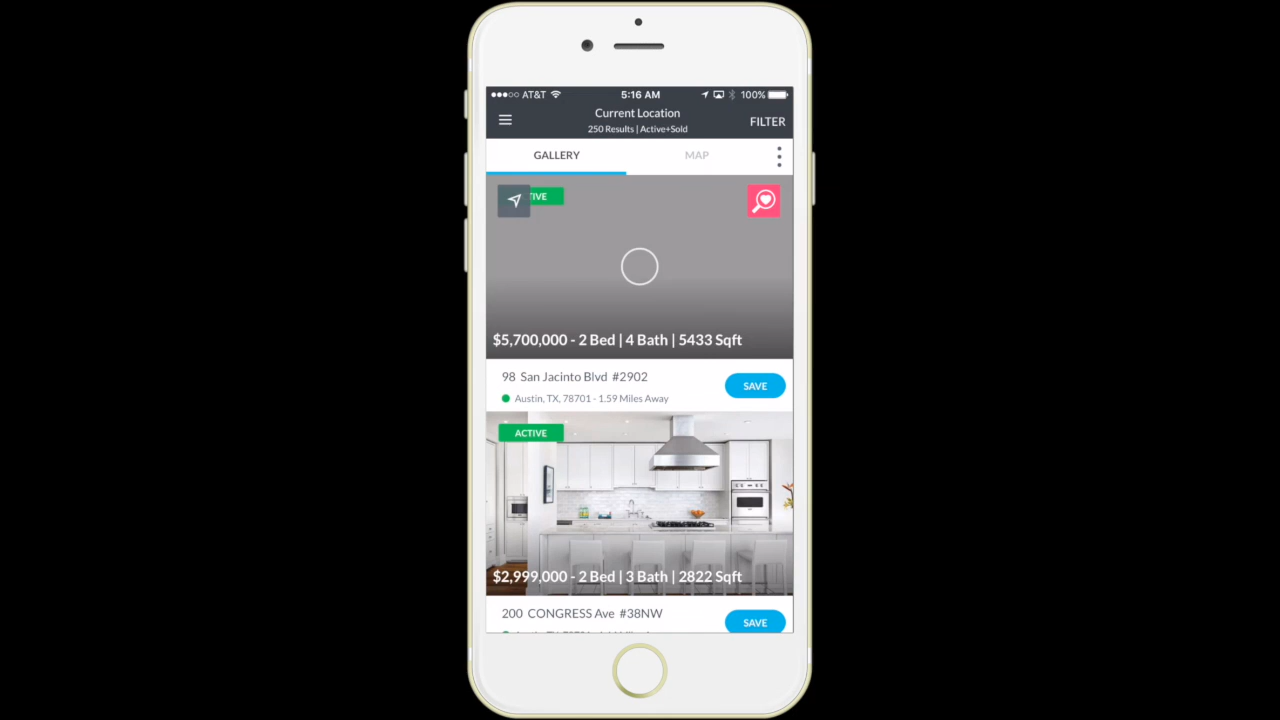 AT&T 5:16 AM 100%
Current Location
250 Results | Active+Sold
FILTER
GALLERY MAP
TIVE
$5,700,000 - 2 Bed | 4 Bath | 5433 Sqft
98 San Jacinto Blvd #2902
SAVE
Austin, TX, 78701 - 1.59 Miles Away
ACTIVE
$2,999,000 - 2 Bed | 3 Bath | 2822 Sqft
200 CONGRESS Ave #38NW
SAVE